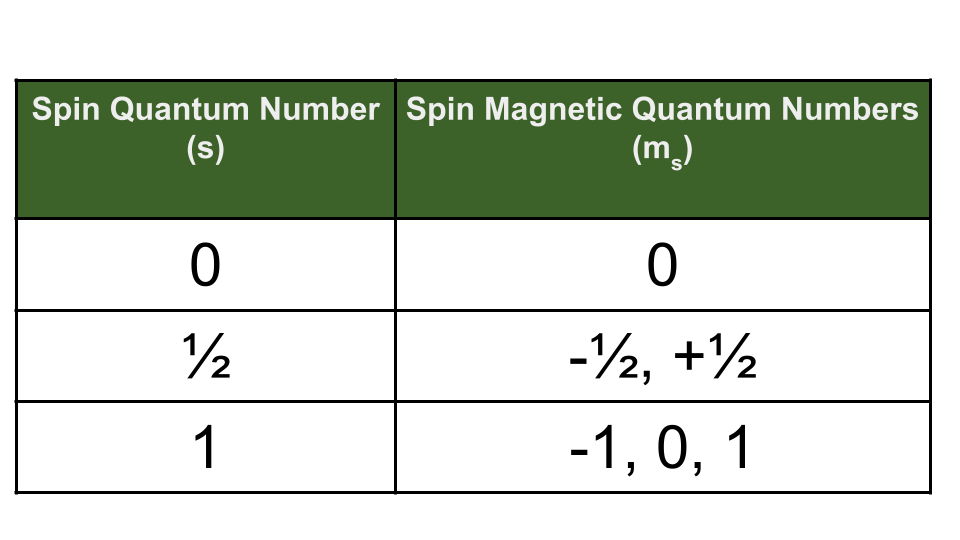 Spin Quantum Number
(s)
Spin Magnetic Quantum Numbers
(mₛ)
0
0
½
-½, +½
1
-1, 0, 1